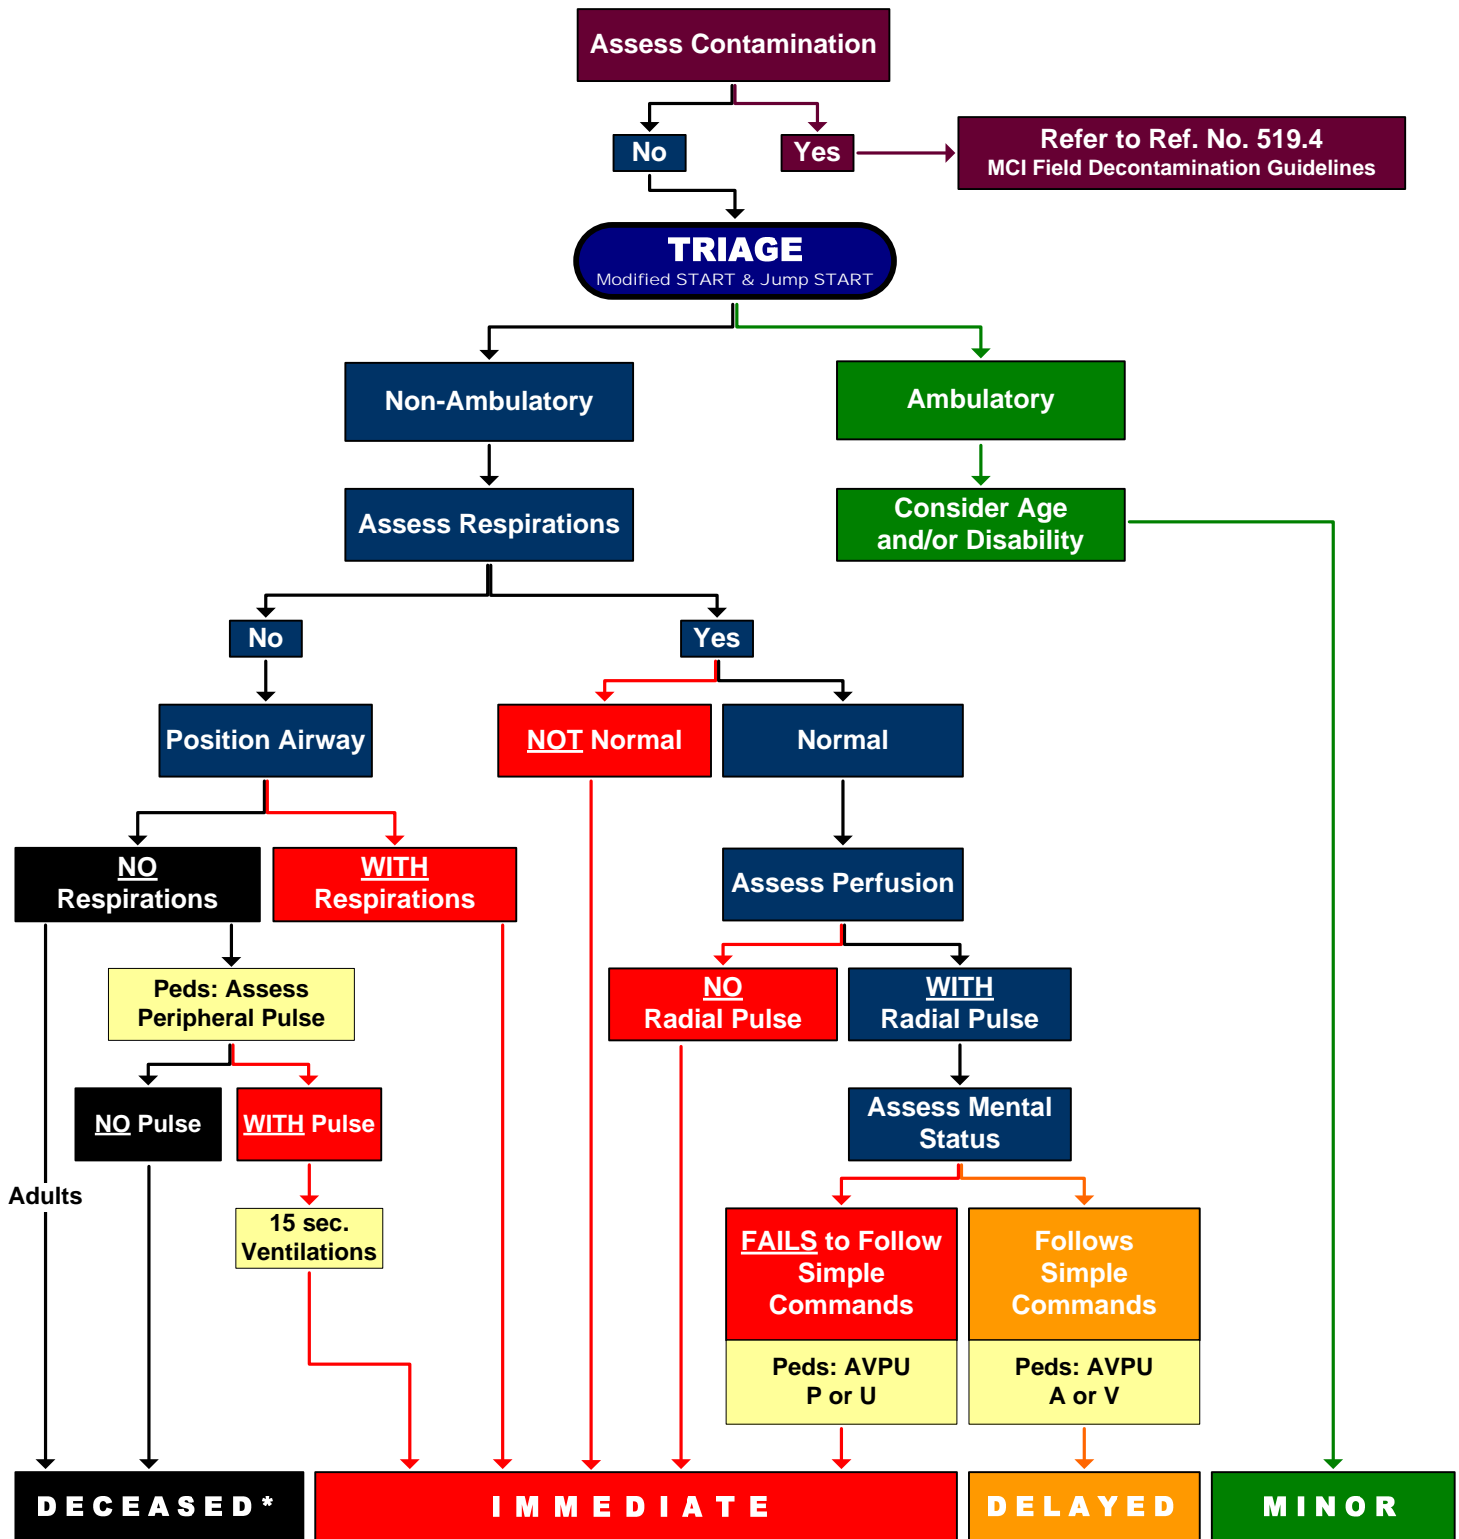 Assess Contamination
No
Yes
Refer to Ref. No. 519.4
MCI Field Decontamination Guidelines
TRIAGE
Modified START & Jump START
Non-Ambulatory
Ambulatory
Assess Respirations
Consider Age
and/or Disability
No
Yes
Position Airway
NOT Normal
Normal
NO
Respirations
WITH
Respirations
Assess Perfusion
Peds: Assess
Peripheral Pulse
NO
Radial Pulse
WITH
Radial Pulse
NO Pulse
WITH Pulse
Assess Mental
Status
Adults
15 sec.
Ventilations
FAILS to Follow
Simple
Commands
Follows
Simple
Commands
Peds: AVPU
P or U
Peds: AVPU
A or V
DECEASED*
IMMEDIATE
DELAYED
MINOR